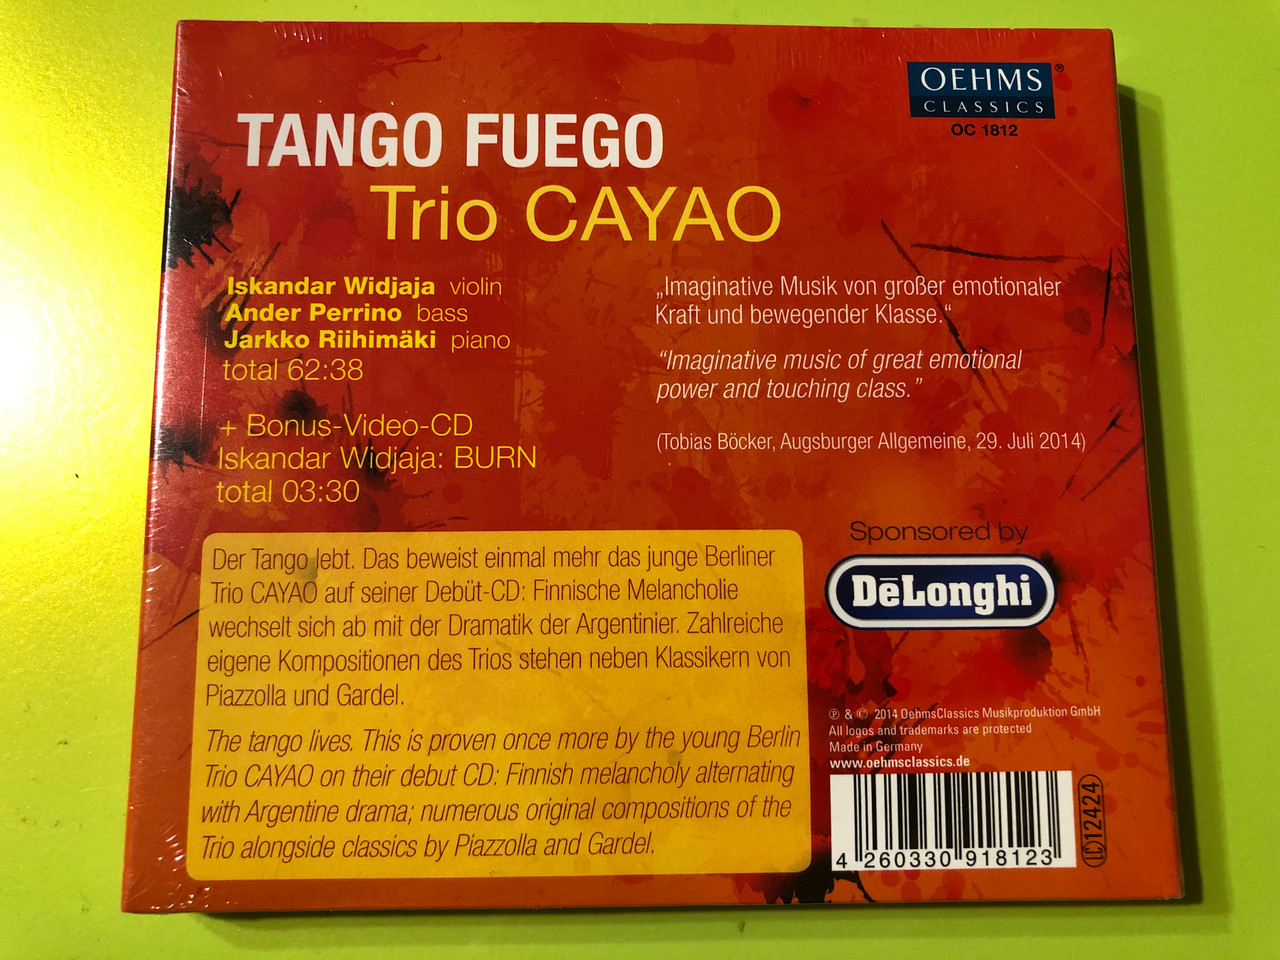 OEHMS®
CLASSICS
OC 1812
TANGO FUEGO
Trio CAYAO
Iskandar Widjaja violin
Ander Perrino bass
Jarkko Riihimäki piano
total 62:38
+ Bonus-Video-CD
Iskandar Widjaja: BURN
total 03:30
„Imaginative Musik von großer emotionaler
Kraft und bewegender Klasse.“
“Imaginative music of great emotional
power and touching class.”
(Tobias Böcker, Augsburger Allgemeine, 29. Juli 2014)
Der Tango lebt. Das beweist einmal mehr das junge Berliner
Trio CAYAO auf seiner Debüt-CD: Finnische Melancholie
wechselt sich ab mit der Dramatik der Argentinier. Zahlreiche
eigene Kompositionen des Trios stehen neben Klassikern von
Piazzolla und Gardel.
The tango lives. This is proven once more by the young Berlin
Trio CAYAO on their debut CD: Finnish melancholy alternating
with Argentine drama; numerous original compositions of the
Trio alongside classics by Piazzolla and Gardel.
Sponsored by
DēLonghi
℗ & © 2014 OehmsClassics Musikproduktion GmbH
All logos and trademarks are protected
Made in Germany
www.oehmsclassics.de
4 260330 918123
LC 12424